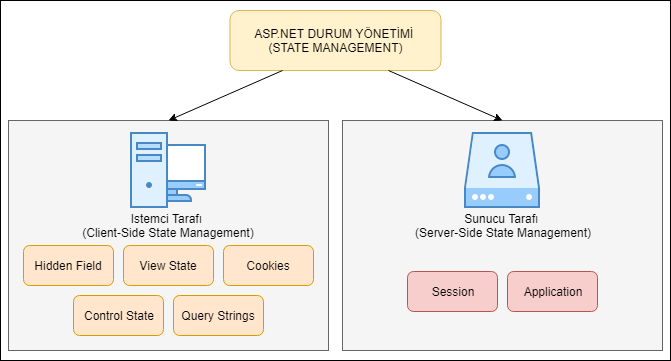 ASP.NET DURUM YÖNETİMİ
(STATE MANAGEMENT)
Istemci Tarafı
(Client-Side State Management)
Hidden Field
View State
Cookies
Control State
Query Strings
Sunucu Tarafı
(Server-Side State Management)
Session
Application